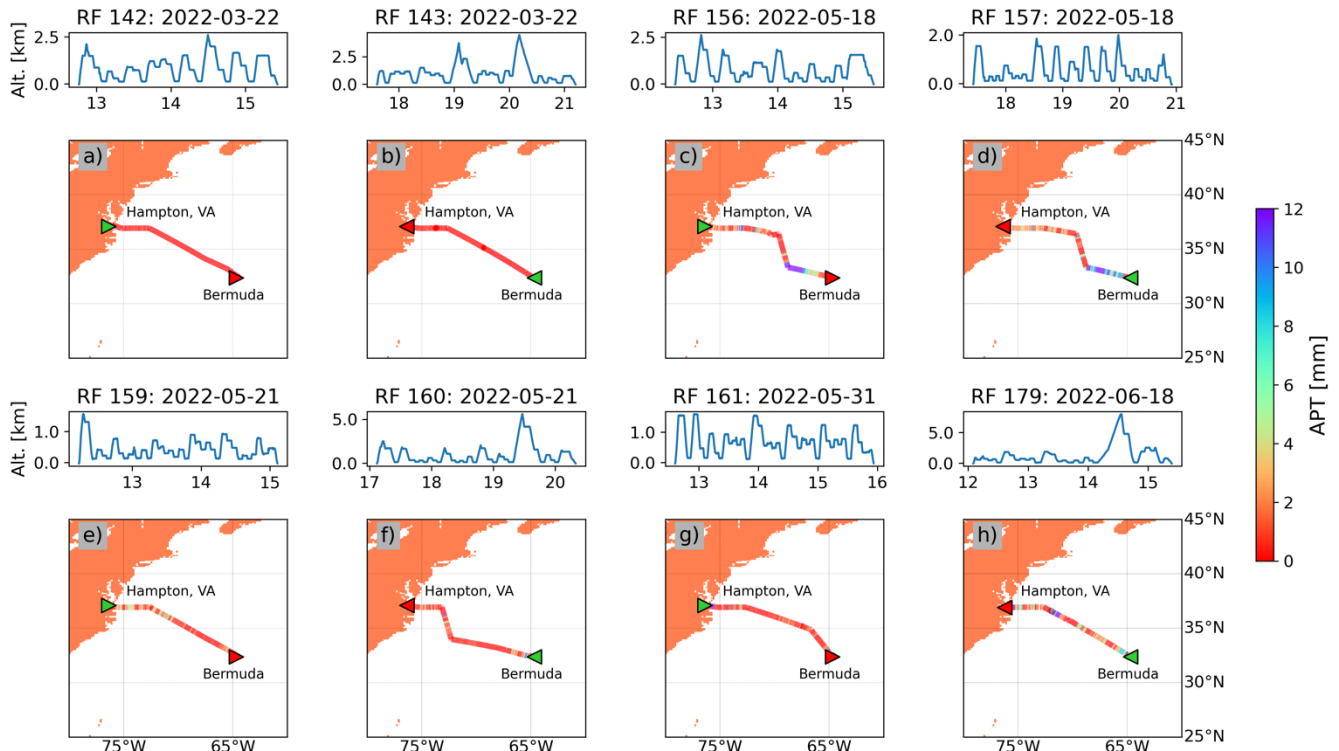 RF 142: 2022-03-22 RF 143: 2022-03-22 RF 156: 2022-05-18 RF 157: 2022-05-18
Alt. [km]
2.5
0.0
13 14 15
2.5
0.0
18 19 20 21
2.5
0.0
13 14 15
2.0
0.0
18 19 20 21
a)
Hampton, VA
Bermuda
b)
Hampton, VA
Bermuda
c)
Hampton, VA
Bermuda
d)
Hampton, VA
Bermuda
45°N
40°N
35°N
30°N
25°N
RF 159: 2022-05-21 RF 160: 2022-05-21 RF 161: 2022-05-31 RF 179: 2022-06-18
Alt. [km]
1.0
0.0
13 14 15
5.0
0.0
17 18 19 20
1.0
0.0
13 14 15 16
5.0
0.0
12 13 14 15
e)
Hampton, VA
Bermuda
75°W 65°W
f)
Hampton, VA
Bermuda
75°W 65°W
g)
Hampton, VA
Bermuda
75°W 65°W
h)
Hampton, VA
Bermuda
75°W 65°W
45°N
40°N
35°N
30°N
25°N
12
10
8
6
4
2
0
APT [mm]